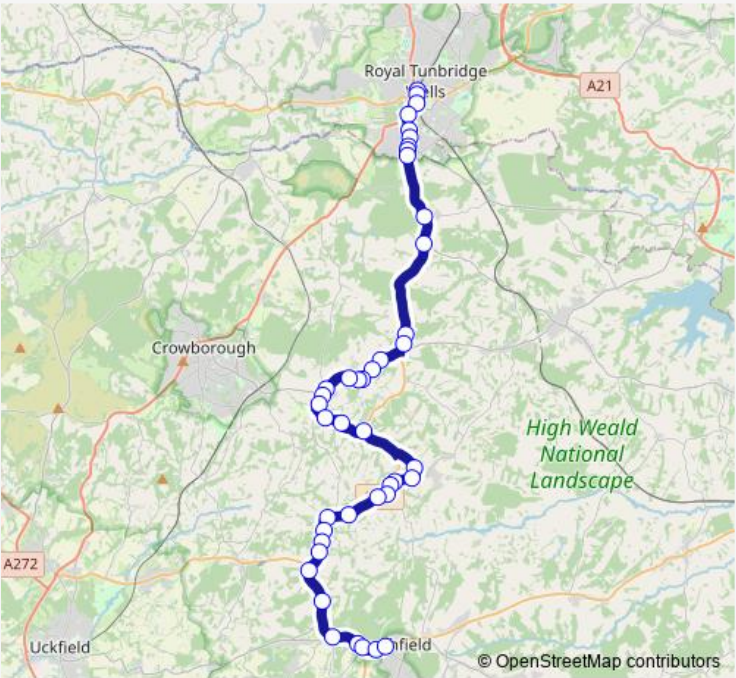 Royal Tunbridge
A21
Crowborough
High Weald
National
Landscape
A272
Uckfield
© OpenStreetMap contributors